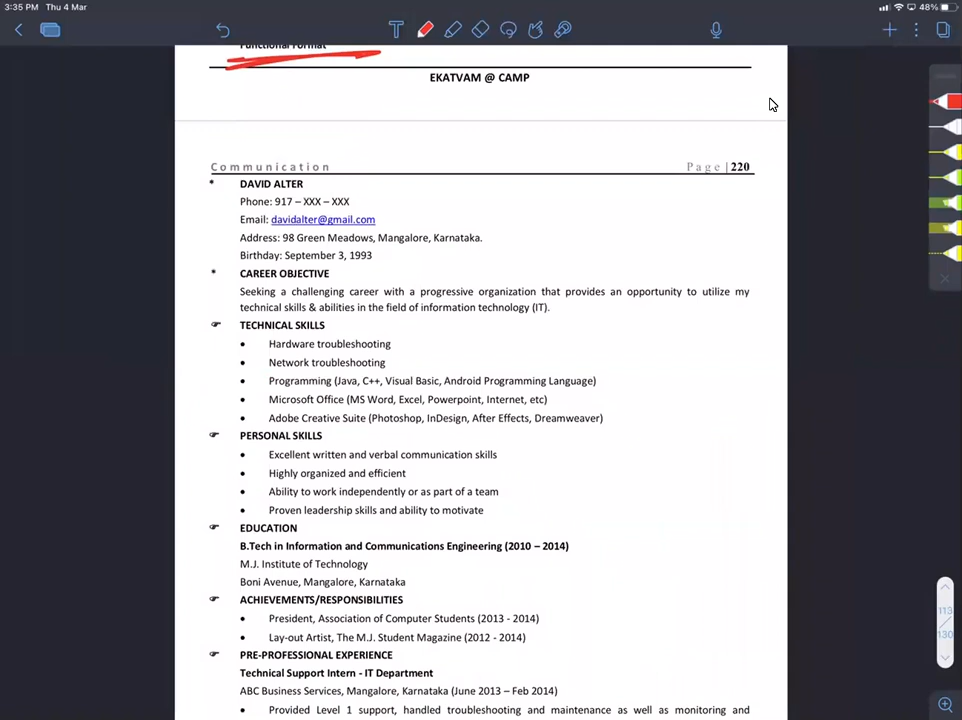 3:35 PM Thu 4 Mar
48%
Functional Format
EKATVAM @ CAMP
Communication
Page | 220
* DAVID ALTER
Phone: 917 – XXX – XXX
Email: davidalter@gmail.com
Address: 98 Green Meadows, Mangalore, Karnataka.
Birthday: September 3, 1993
* CAREER OBJECTIVE
Seeking a challenging career with a progressive organization that provides an opportunity to utilize my
technical skills & abilities in the field of information technology (IT).
☞ TECHNICAL SKILLS
• Hardware troubleshooting
• Network troubleshooting
• Programming (Java, C++, Visual Basic, Android Programming Language)
• Microsoft Office (MS Word, Excel, Powerpoint, Internet, etc)
• Adobe Creative Suite (Photoshop, InDesign, After Effects, Dreamweaver)
☞ PERSONAL SKILLS
• Excellent written and verbal communication skills
• Highly organized and efficient
• Ability to work independently or as part of a team
• Proven leadership skills and ability to motivate
☞ EDUCATION
B.Tech in Information and Communications Engineering (2010 – 2014)
M.J. Institute of Technology
Boni Avenue, Mangalore, Karnataka
☞ ACHIEVEMENTS/RESPONSIBILITIES
• President, Association of Computer Students (2013 - 2014)
• Lay-out Artist, The M.J. Student Magazine (2012 - 2014)
☞ PRE-PROFESSIONAL EXPERIENCE
Technical Support Intern - IT Department
ABC Business Services, Mangalore, Karnataka (June 2013 – Feb 2014)
• Provided Level 1 support, handled troubleshooting and maintenance as well as monitoring and
113
130